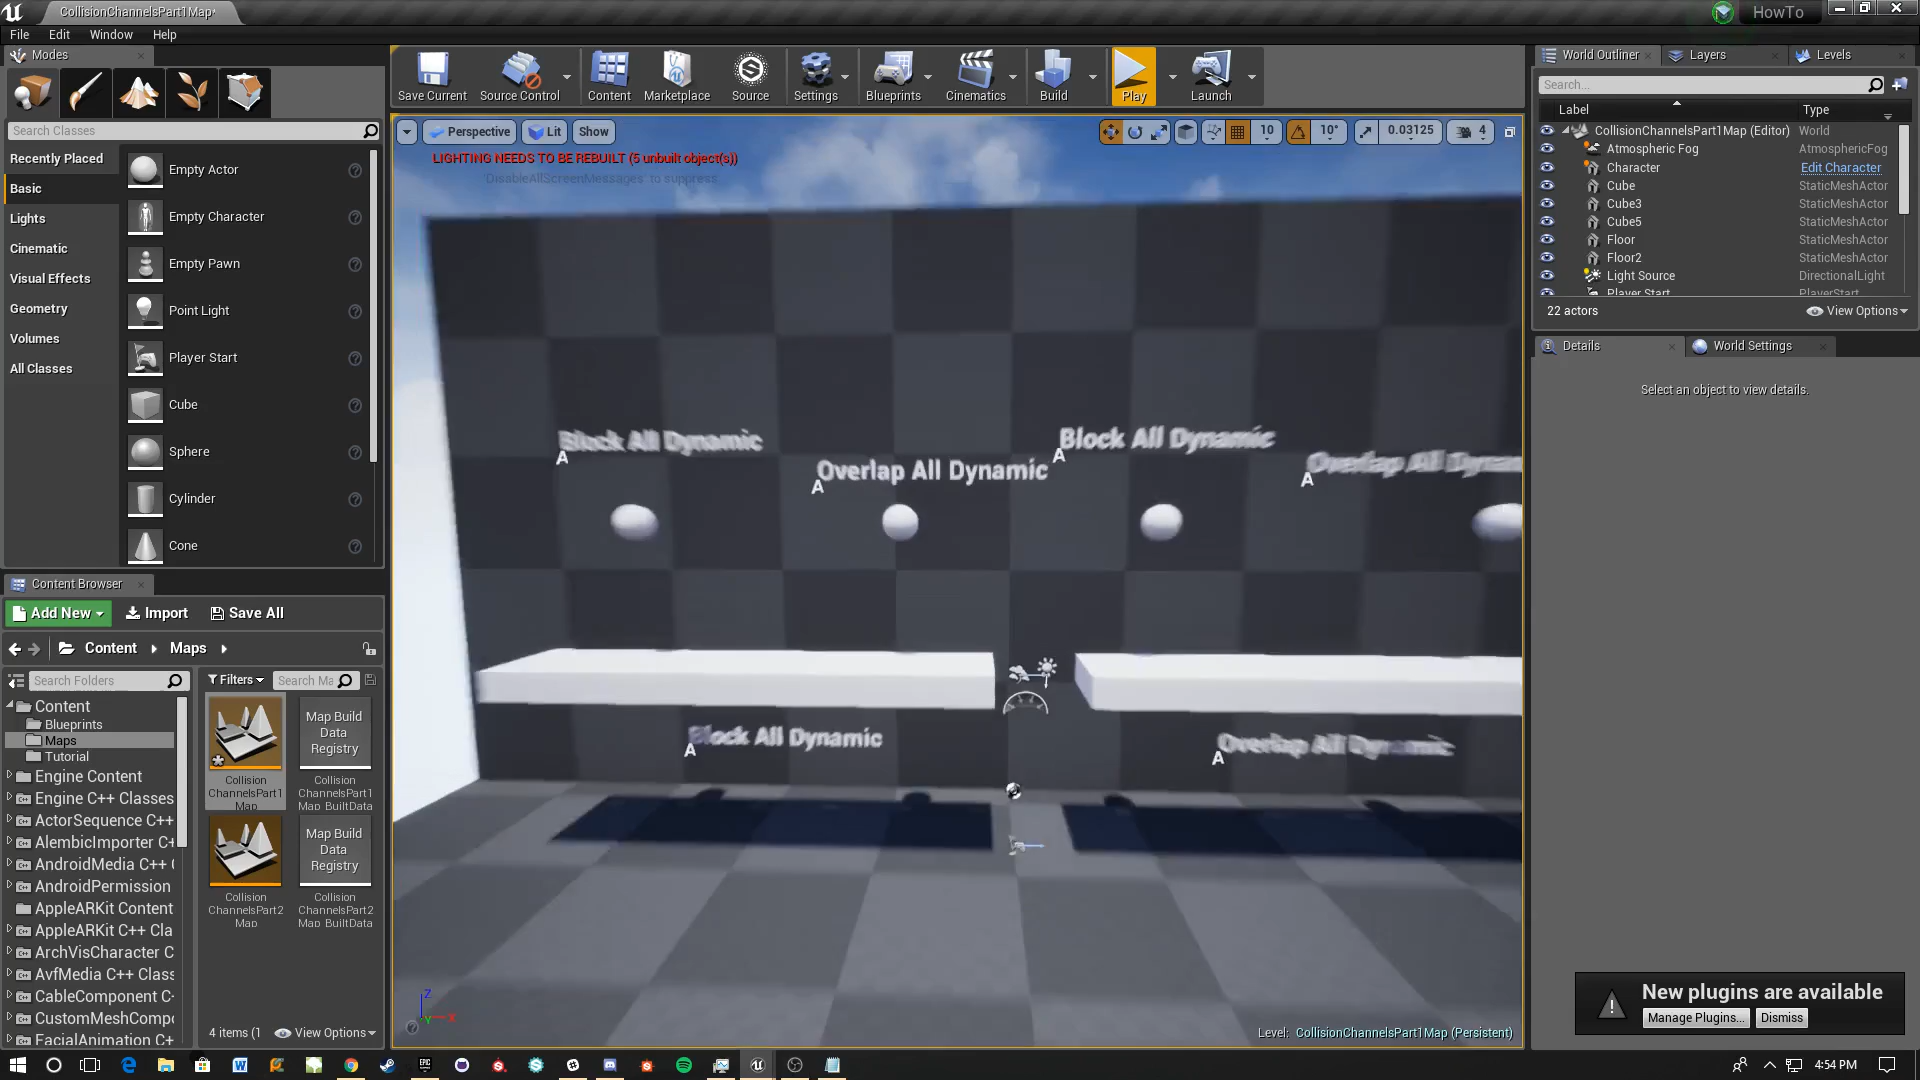 CollisionChannelsPart1Map*
HowTo
File Edit Window Help
Modes
Search Classes
Recently Placed
Basic
Lights
Cinematic
Visual Effects
Geometry
Volumes
All Classes
Empty Actor
Empty Character
Empty Pawn
Point Light
Player Start
Cube
Sphere
Cylinder
Cone
Save Current
Source Control
Content
Marketplace
Source
Settings
Blueprints
Cinematics
Build
Play
Launch
Perspective
Lit
Show
10
10°
0.03125
4
LIGHTING NEEDS TO BE REBUILT (5 unbuilt object(s))
'DisableAllScreenMessages' to suppress
Block All Dynamic
A
Overlap All Dynamic
A
Block All Dynamic
A
Overlap All
A
Block All Dynamic
A
Overlap All Dynamic
A
Z
Y
X
Level: CollisionChannelsPart1Map (Persistent)
World Outliner
Layers
Levels
Search...
Label Type
CollisionChannelsPart1Map (Editor) World
Atmospheric Fog AtmosphericFog
Character Edit Character
Cube StaticMeshActor
Cube3 StaticMeshActor
Cube5 StaticMeshActor
Floor StaticMeshActor
Floor2 StaticMeshActor
Light Source DirectionalLight
Player Start PlayerStart
22 actors
View Options
Details
World Settings
Select an object to view details.
New plugins are available
Manage Plugins...
Dismiss
Content Browser
Add New
Import
Save All
Content
Maps
Search Folders
Filters
Search Ma
Content
Blueprints
Maps
Tutorial
Engine Content
Engine C++ Classes
ActorSequence C++
AlembicImporter C+
AndroidMedia C++ (
AndroidPermission
AppleARKit Content
AppleARKit C++ Cla
ArchVisCharacter C
AvfMedia C++ Class
CableComponent C+
CustomMeshCompo
FacialAnimation C+
Collision
ChannelsPart1
Map
Map Build
Data
Registry
Collision
ChannelsPart1
Map_BuiltData
Collision
ChannelsPart2
Map
Map Build
Data
Registry
Collision
ChannelsPart2
Map_BuiltData
4 items (1
View Options
EPIC
4:54 PM